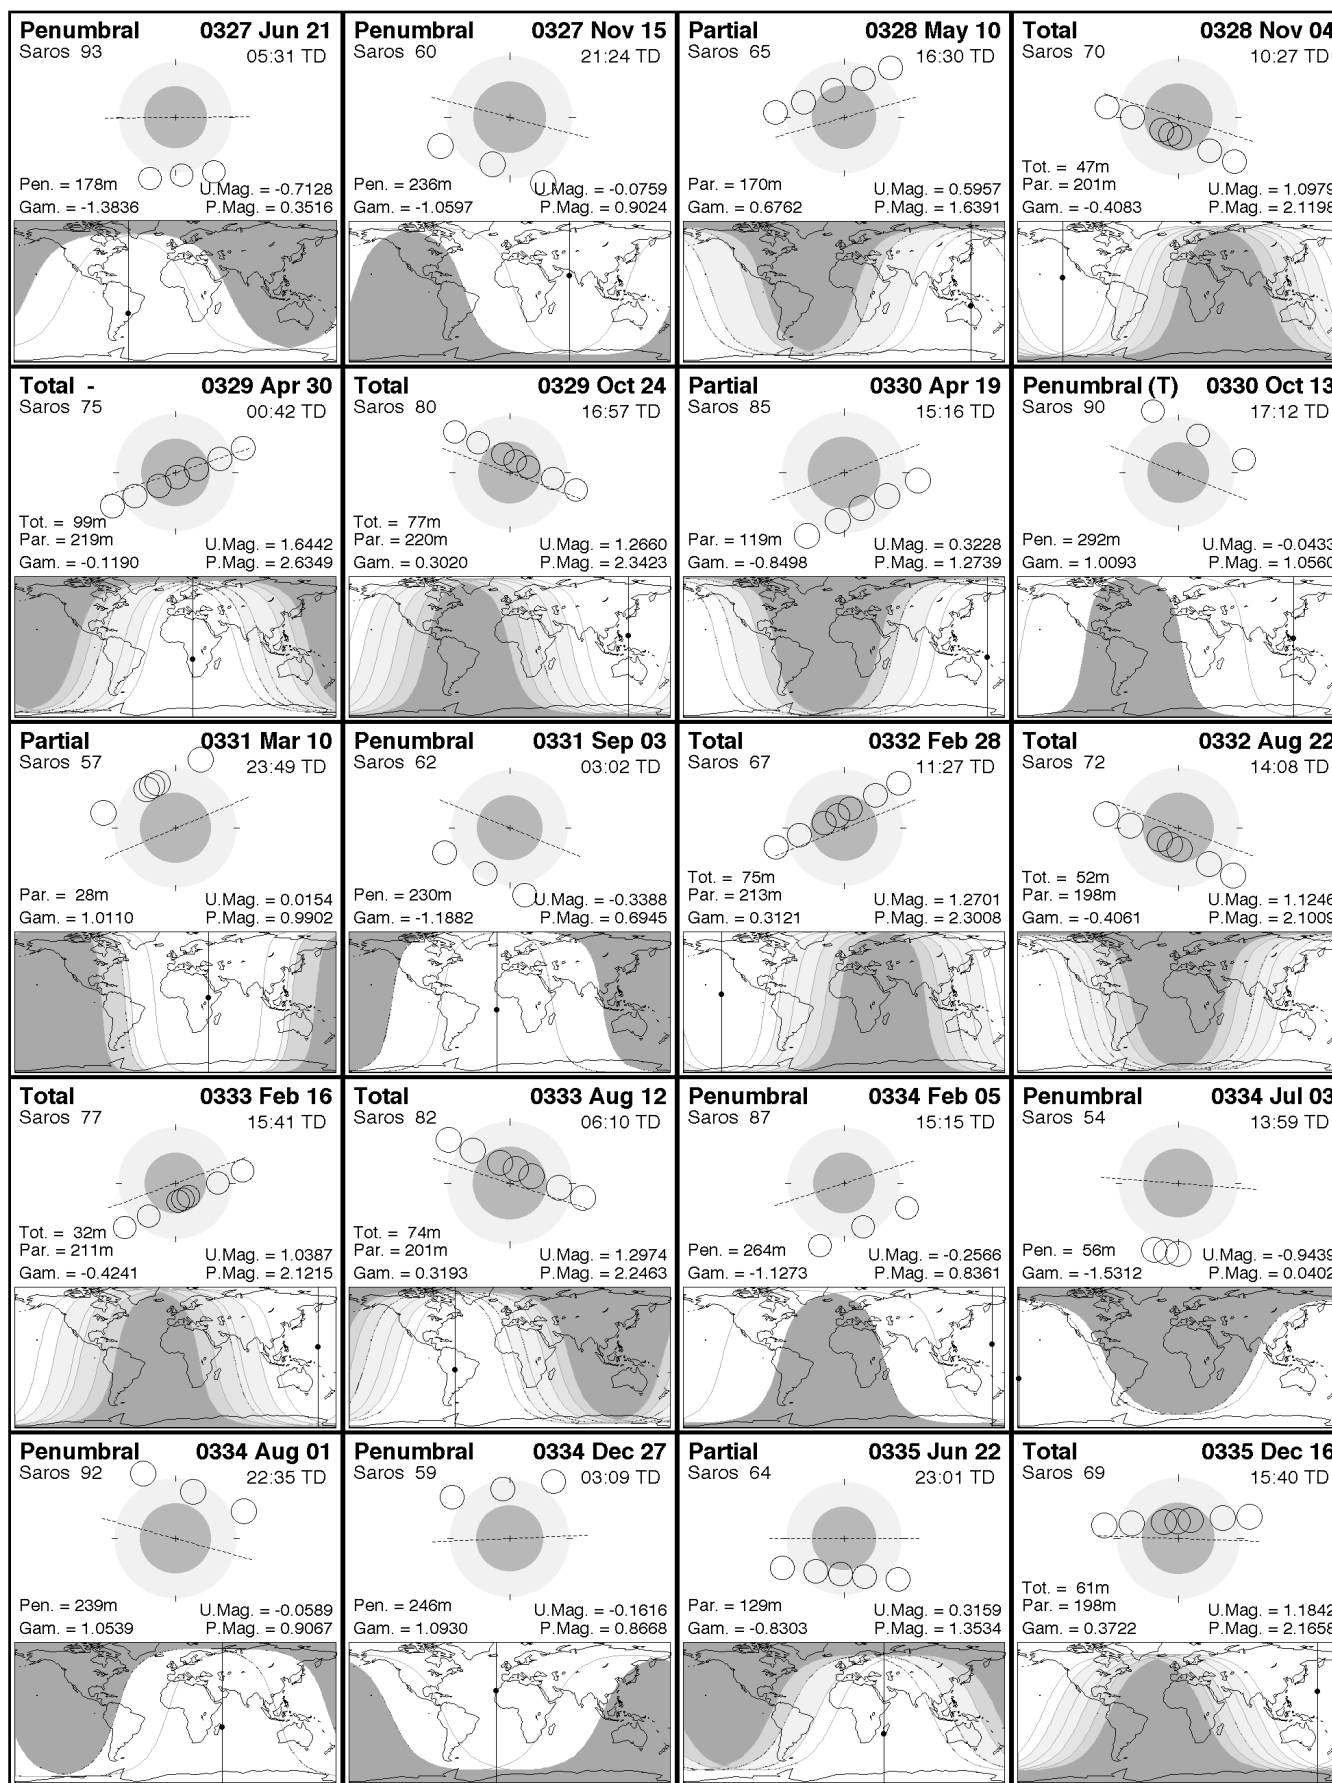 Penumbral 0327 Jun 21
Saros 93 05:31 TD
Pen. = 178m U.Mag. = -0.7128
Gam. = -1.3836 P.Mag. = 0.3516
Penumbral 0327 Nov 15
Saros 60 21:24 TD
Pen. = 236m U.Mag. = -0.0759
Gam. = -1.0597 P.Mag. = 0.9024
Partial 0328 May 10
Saros 65 16:30 TD
Par. = 170m U.Mag. = 0.5957
Gam. = 0.6762 P.Mag. = 1.6391
Total 0328 Nov 04
Saros 70 10:27 TD
Tot. = 47m
Par. = 201m U.Mag. = 1.0979
Gam. = -0.4083 P.Mag. = 2.1198
Total - 0329 Apr 30
Saros 75 00:42 TD
Tot. = 99m
Par. = 219m U.Mag. = 1.6442
Gam. = -0.1190 P.Mag. = 2.6349
Total 0329 Oct 24
Saros 80 16:57 TD
Tot. = 77m
Par. = 220m U.Mag. = 1.2660
Gam. = 0.3020 P.Mag. = 2.3423
Partial 0330 Apr 19
Saros 85 15:16 TD
Par. = 119m U.Mag. = 0.3228
Gam. = -0.8498 P.Mag. = 1.2739
Penumbral (T) 0330 Oct 13
Saros 90 17:12 TD
Pen. = 292m U.Mag. = -0.0433
Gam. = 1.0093 P.Mag. = 1.0560
Partial 0331 Mar 10
Saros 57 23:49 TD
Par. = 28m U.Mag. = 0.0154
Gam. = 1.0110 P.Mag. = 0.9902
Penumbral 0331 Sep 03
Saros 62 03:02 TD
Pen. = 230m U.Mag. = -0.3388
Gam. = -1.1882 P.Mag. = 0.6945
Total 0332 Feb 28
Saros 67 11:27 TD
Tot. = 75m
Par. = 213m U.Mag. = 1.2701
Gam. = 0.3121 P.Mag. = 2.3008
Total 0332 Aug 22
Saros 72 14:08 TD
Tot. = 52m
Par. = 198m U.Mag. = 1.1246
Gam. = -0.4061 P.Mag. = 2.1009
Total 0333 Feb 16
Saros 77 15:41 TD
Tot. = 32m
Par. = 211m U.Mag. = 1.0387
Gam. = -0.4241 P.Mag. = 2.1215
Total 0333 Aug 12
Saros 82 06:10 TD
Tot. = 74m
Par. = 201m U.Mag. = 1.2974
Gam. = 0.3193 P.Mag. = 2.2463
Penumbral 0334 Feb 05
Saros 87 15:15 TD
Pen. = 264m U.Mag. = -0.2566
Gam. = -1.1273 P.Mag. = 0.8361
Penumbral 0334 Jul 03
Saros 54 13:59 TD
Pen. = 56m U.Mag. = -0.9439
Gam. = -1.5312 P.Mag. = 0.0402
Penumbral 0334 Aug 01
Saros 92 22:35 TD
Pen. = 239m U.Mag. = -0.0589
Gam. = 1.0539 P.Mag. = 0.9067
Penumbral 0334 Dec 27
Saros 59 03:09 TD
Pen. = 246m U.Mag. = -0.1616
Gam. = 1.0930 P.Mag. = 0.8668
Partial 0335 Jun 22
Saros 64 23:01 TD
Par. = 129m U.Mag. = 0.3159
Gam. = -0.8303 P.Mag. = 1.3534
Total 0335 Dec 16
Saros 69 15:40 TD
Tot. = 61m
Par. = 198m U.Mag. = 1.1842
Gam. = 0.3722 P.Mag. = 2.1658